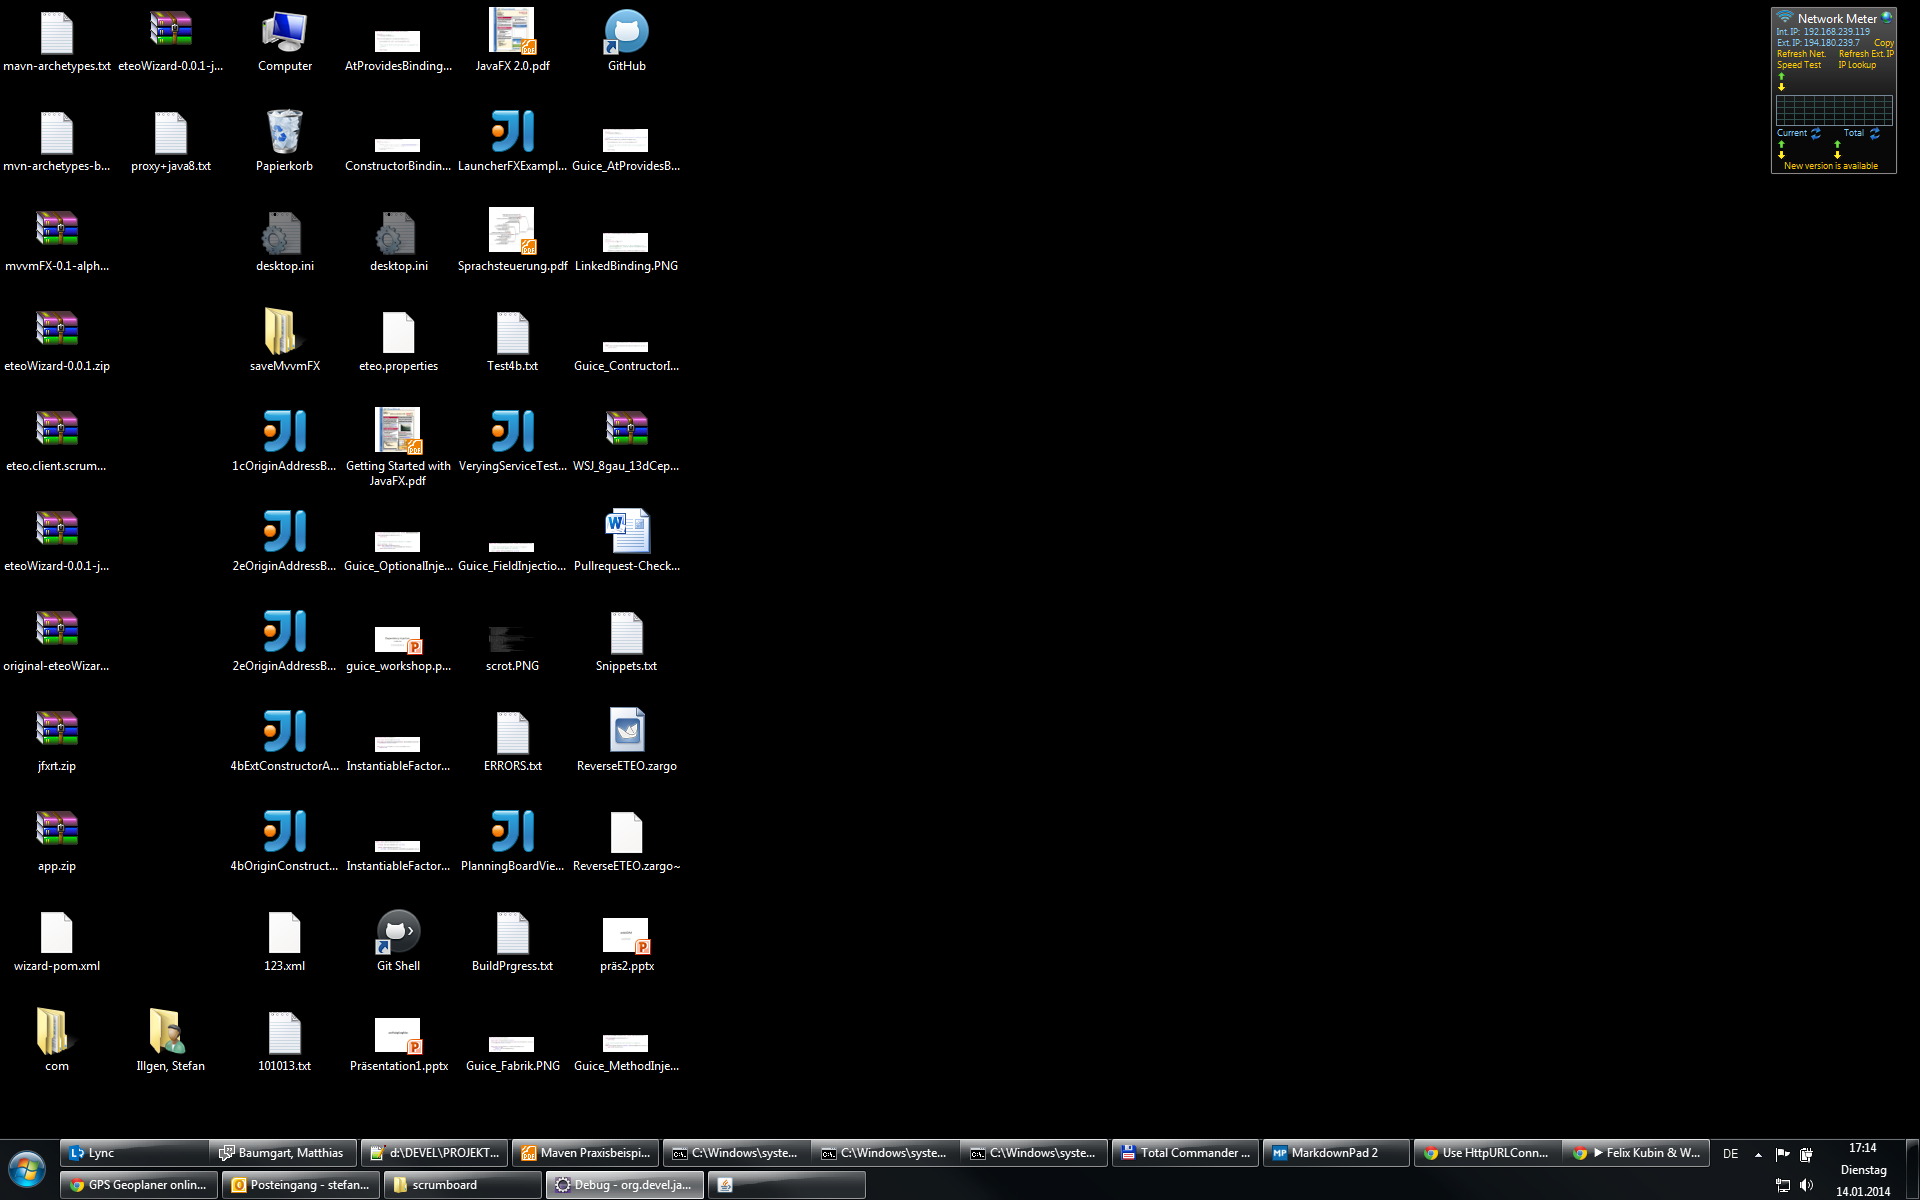 mavn-archetypes.txt
eteoWizard-0.0.1-j...
Computer
AtProvidesBinding...
JavaFX 2.0.pdf
GitHub
mvn-archetypes-b...
proxy+java8.txt
Papierkorb
ConstructorBindin...
LauncherFXExampl...
Guice_AtProvidesB...
mvvmFX-0.1-alph...
desktop.ini
desktop.ini
Sprachsteuerung.pdf
LinkedBinding.PNG
eteoWizard-0.0.1.zip
saveMvvmFX
eteo.properties
Test4b.txt
Guice_ContructorI...
eteo.client.scrum...
1cOriginAddressB...
Getting Started with
JavaFX.pdf
VeryingServiceTest...
WSJ_8gau_13dCep...
eteoWizard-0.0.1-j...
2eOriginAddressB...
Guice_OptionalInje...
Guice_FieldInjectio...
Pullrequest-Check...
original-eteoWizar...
2eOriginAddressB...
guice_workshop.p...
scrot.PNG
Snippets.txt
jfxrt.zip
4bExtConstructorA...
InstantiableFactor...
ERRORS.txt
ReverseETEO.zargo
app.zip
4bOriginConstruct...
InstantiableFactor...
PlanningBoardVie...
ReverseETEO.zargo~
wizard-pom.xml
123.xml
Git Shell
BuildPrgress.txt
präs2.pptx
com
Illgen, Stefan
101013.txt
Präsentation1.pptx
Guice_Fabrik.PNG
Guice_MethodInje...
Network Meter
Int. IP: 192.168.239.119
Ext. IP: 194.180.239.7 Copy
Refresh Net. Refresh Ext. IP
Speed Test IP Lookup
Current Total
New version is available
Lync
Baumgart, Matthias
d:\DEVEL\PROJEKT...
Maven Praxisbeispi...
C:\Windows\syste...
C:\Windows\syste...
C:\Windows\syste...
Total Commander ...
MarkdownPad 2
Use HttpURLConn...
▶ Felix Kubin & W...
DE
17:14
Dienstag
14.01.2014
GPS Geoplaner onlin...
Posteingang - stefan...
scrumboard
Debug - org.devel.ja...